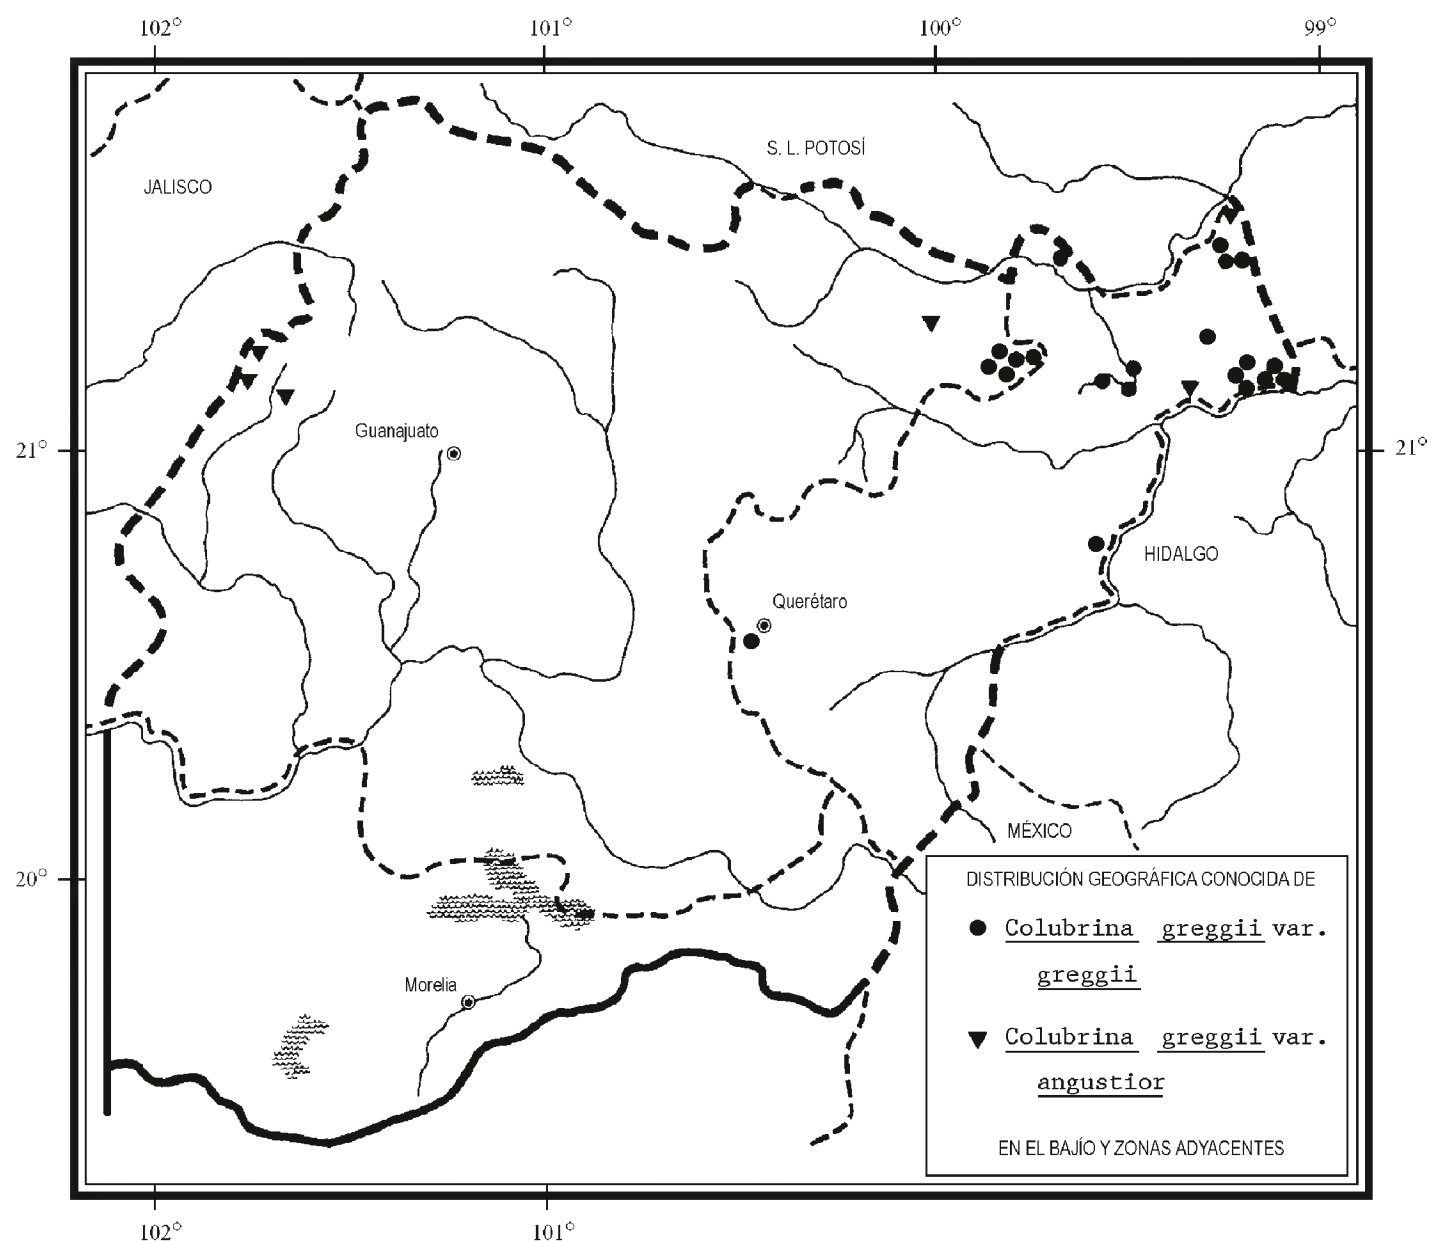 102° 101° 100° 99°
S. L. POTOSÍ
JALISCO
Guanajuato
21° 21°
HIDALGO
Querétaro
MÉXICO
20°
DISTRIBUCIÓN GEOGRÁFICA CONOCIDA DE
Colubrina greggii var.
greggii
Morelia
Colubrina greggii var.
angustior
EN EL BAJÍO Y ZONAS ADYACENTES
102° 101°